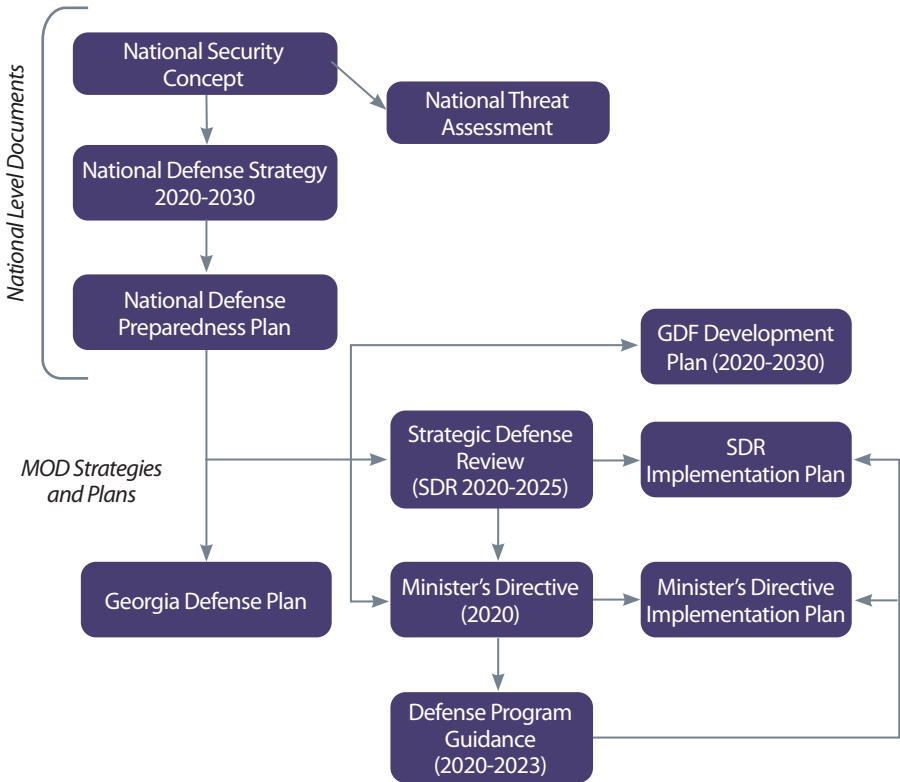 National Level Documents
National Security
Concept
National Threat
Assessment
National Defense Strategy
2020-2030
National Defense
Preparedness Plan
GDF Development
Plan (2020-2030)
MOD Strategies
and Plans
Strategic Defense
Review
(SDR 2020-2025)
SDR
Implementation Plan
Georgia Defense Plan
Minister’s Directive
(2020)
Minister’s Directive
Implementation Plan
Defense Program
Guidance
(2020-2023)